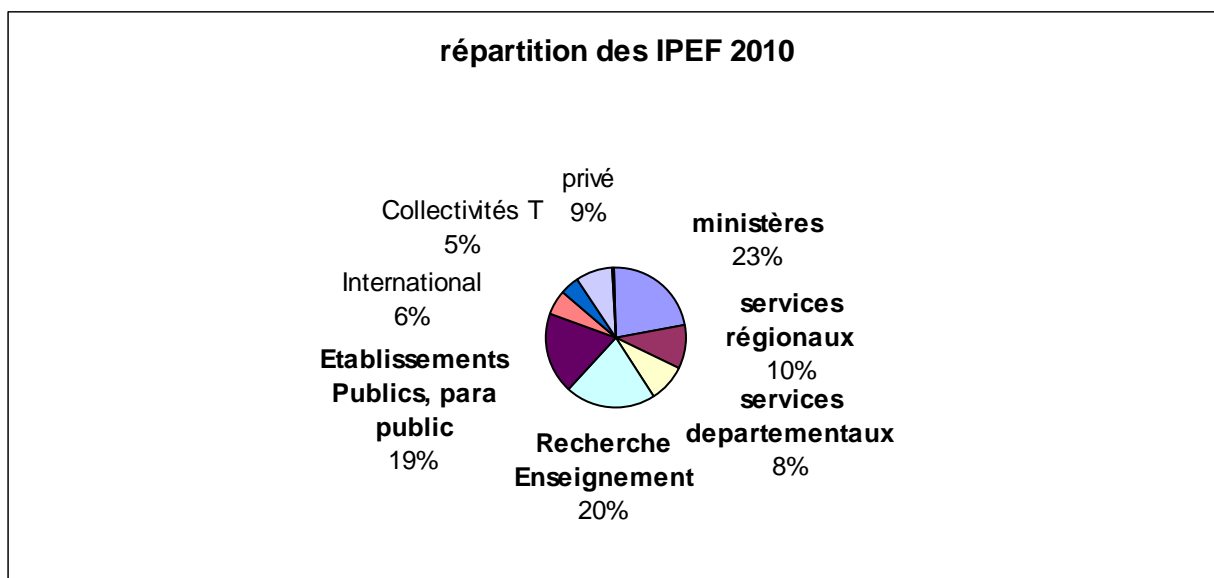 répartition des IPEF 2010
privé
9%
Collectivités T
5%
International
6%
Etablissements
Publics, para
public
19%
ministères
23%
services
régionaux
10%
services
departementaux
8%
Recherche
Enseignement
20%